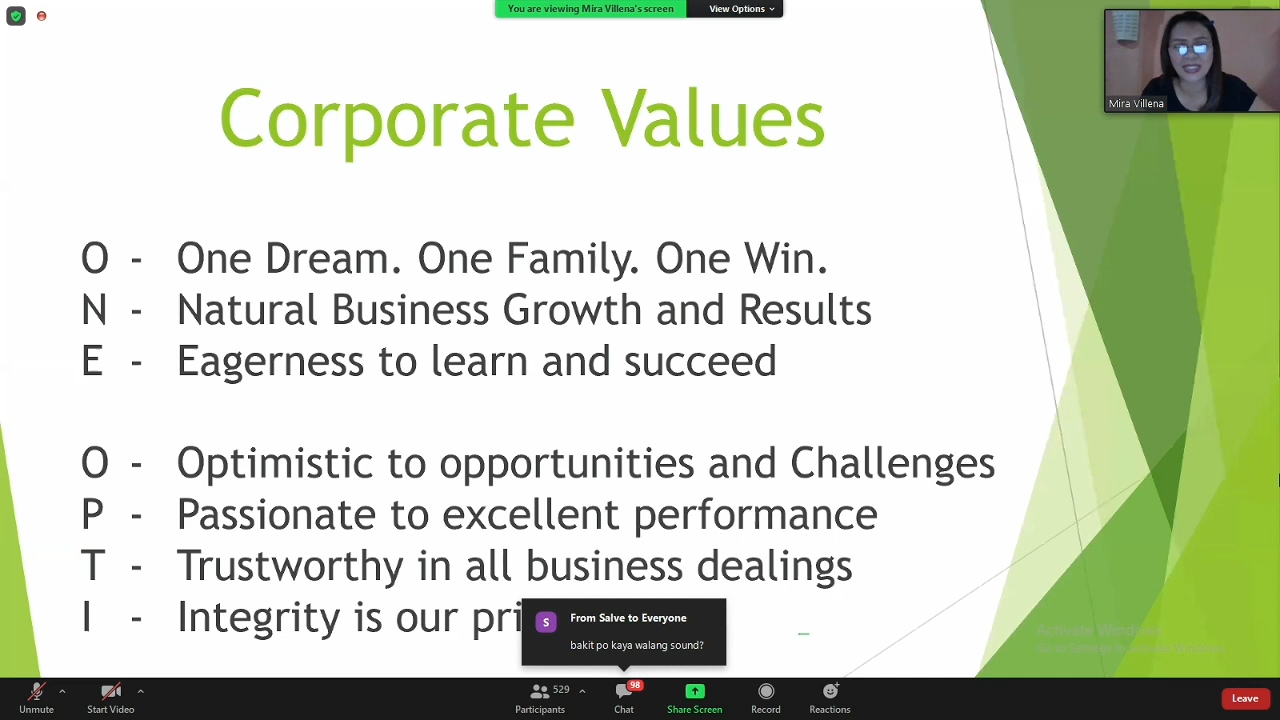 You are viewing Mira Villena's screen
View Options
Mira Villena
Corporate Values
O - One Dream. One Family. One Win.
N - Natural Business Growth and Results
E - Eagerness to learn and succeed
O - Optimistic to opportunities and Challenges
P - Passionate to excellent performance
T - Trustworthy in all business dealings
I - Integrity is our
S
From Salve to Everyone
bakit po kaya walang sound?
Activate Windows
Unmute
Start Video
529
Participants
98
Chat
Share Screen
Record
Reactions
Leave